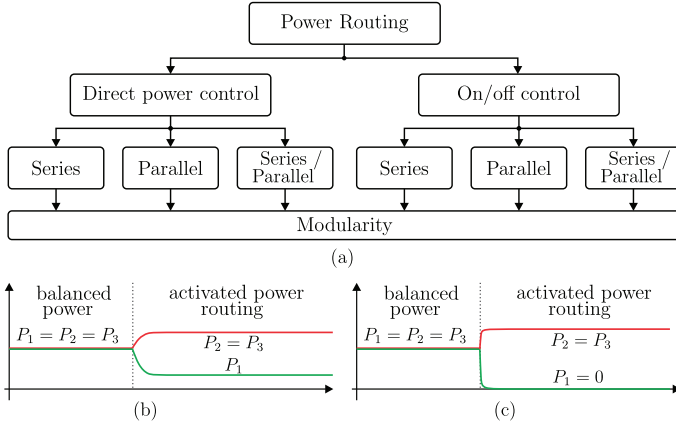 Power Routing
Direct power control
On/off control
Series
Parallel
Series /
Parallel
Series
Parallel
Series /
Parallel
Modularity
(a)
balanced
power
activated power
routing
P₁ = P₂ = P₃
P₂ = P₃
P₁
(b)
balanced
power
activated power
routing
P₁ = P₂ = P₃
P₂ = P₃
P₁ = 0
(c)